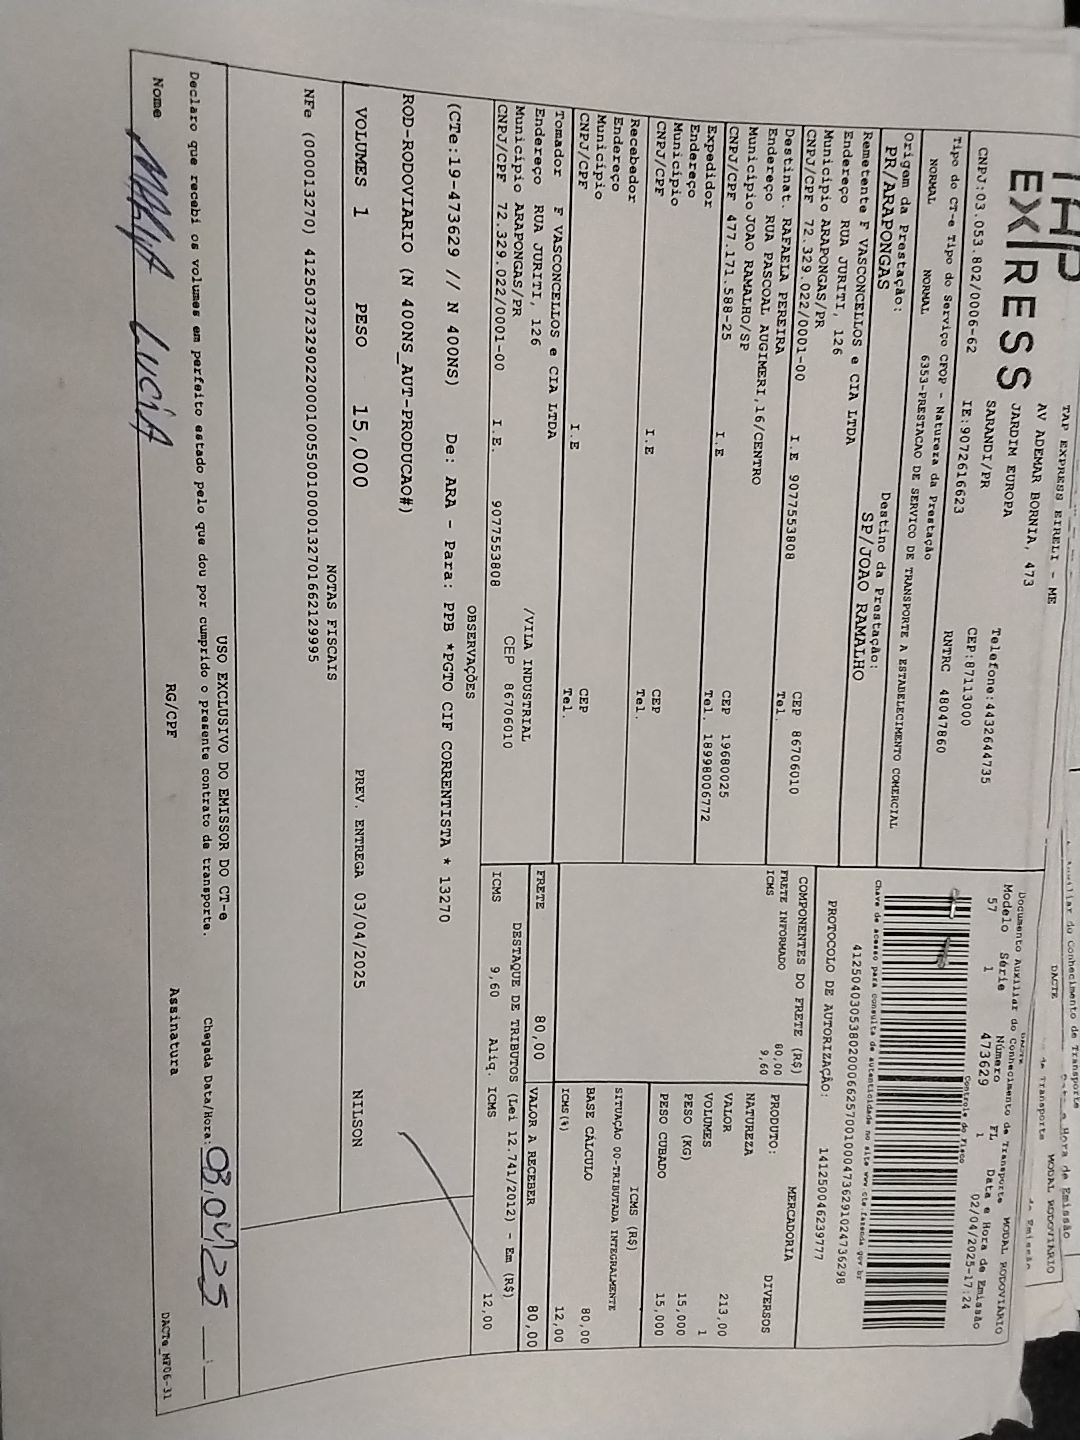 EXPRESS
TAP EXPRESS EIRELI - ME
AV ADEMAR BORNIA, 473
JARDIM EUROPA
SARANDI/PR
Telefone:4432644735
CNPJ:03.053.802/0006-62
IE:9072616623
CEP:87113000
RNTRC 48047860
Tipo do CT-e Tipo do Serviço CFOP - Natureza da Prestação
NORMAL NORMAL 6353-PRESTACAO DE SERVICO DE TRANSPORTE A ESTABELECIMENTO COMERCIAL
Origem da Prestação: Destino da Prestação:
PR/ARAPONGAS SP/JOAO RAMALHO
Remetente F VASCONCELLOS e CIA LTDA
Endereço RUA JURITI, 126
Município ARAPONGAS/PR CEP 86706010
CNPJ/CPF 72.329.022/0001-00 I.E 9077553808 Tel
Destinat. RAFAELA PEREIRA
Endereço RUA PASCOAL AUGIMERI,16/CENTRO
Município JOAO RAMALHO/SP CEP 19680025
CNPJ/CPF 477.171.588-25 I.E Tel. 18998006772
Expedidor
Endereço
Município CEP
CNPJ/CPF I.E Tel.
Recebedor
Endereço
Município CEP
CNPJ/CPF I.E Tel.
Tomador F VASCONCELLOS e CIA LTDA
Endereço RUA JURITI, 126 /VILA INDUSTRIAL
Município ARAPONGAS/PR CEP 86706010
CNPJ/CPF 72.329.022/0001-00 I.E. 9077553808
DACTE
Documento Auxiliar do Conhecimento de Transporte
MODAL RODOVIÁRIO
Modelo Série Número FL Data e Hora de Emissão
57 1 473629 1 02/04/2025-17:24
Controle do Fisco
Chave de acesso para consulta de autenticidade no site www.cte.fazenda.gov.br
41250403053802000662570010004736291024736298
PROTOCOLO DE AUTORIZAÇÃO: 141250046239777
COMPONENTES DO FRETE (R$)
FRETE INFORMADO 80,00
ICMS 9,60
MERCADORIA
PRODUTO: DIVERSOS
NATUREZA
VALOR 213,00
VOLUMES 1
PESO (KG) 15,000
PESO CUBADO 15,000
ICMS (R$)
SITUAÇÃO 00-TRIBUTADA INTEGRALMENTE
BASE CÁLCULO 80,00
ICMS(%) 12,00
FRETE 80,00 VALOR A RECEBER 80,00
DESTAQUE DE TRIBUTOS (Lei 12.741/2012) - Em (R$)
ICMS 9,60 Aliq. ICMS 12,00
OBSERVAÇÕES
(CTe:19-473629 // N 400NS) De: ARA - Para: PPB *PGTO CIF CORRENTISTA * 13270
ROD-RODOVIARIO (N 400NS_AUT-PRODUCAO#)
VOLUMES 1 PESO 15,000 PREV. ENTREGA 03/04/2025 NILSON
NOTAS FISCAIS
NFe (000013270) 41250372329022000100550010000132701662129995
USO EXCLUSIVO DO EMISSOR DO CT-e
Declaro que recebi os volumes em perfeito estado pelo que dou por cumprido o presente contrato de transporte. Chegada Data/Hora: 03.04.25
Nome MARIA LUCIA RG/CPF Assinatura
DACTe_MF06-31